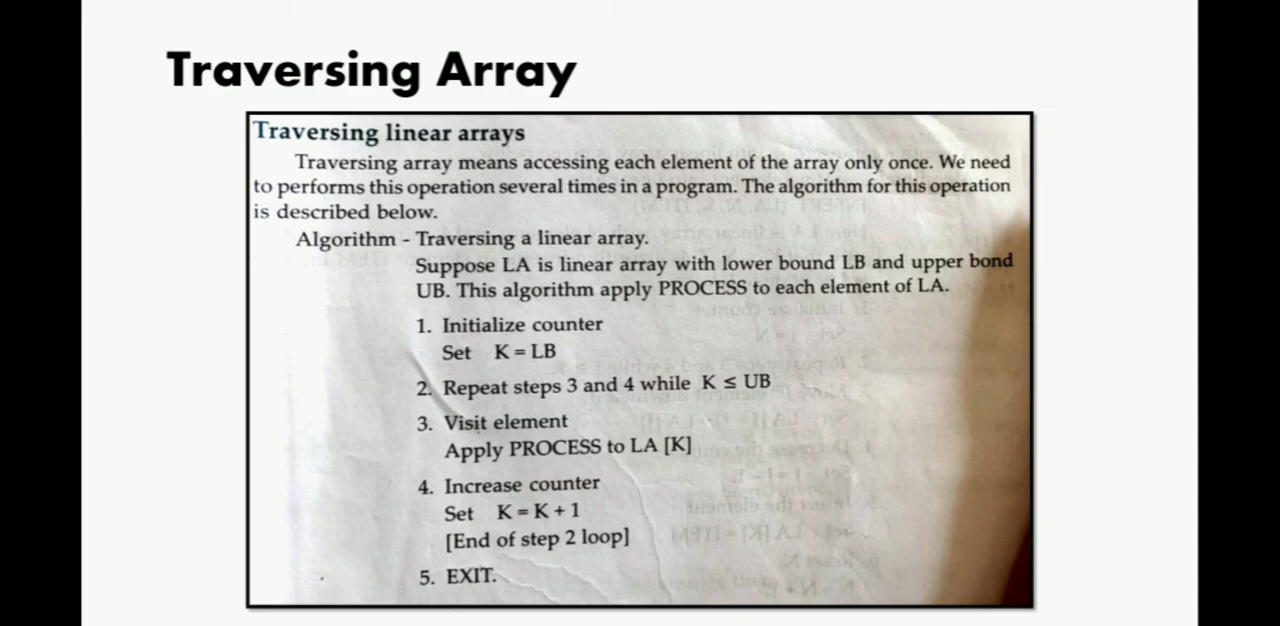 Traversing Array
Traversing linear arrays
Traversing array means accessing each element of the array only once. We need
to performs this operation several times in a program. The algorithm for this operation
is described below.
Algorithm - Traversing a linear array.
Suppose LA is linear array with lower bound LB and upper bond
UB. This algorithm apply PROCESS to each element of LA.
1. Initialize counter
Set K = LB
2. Repeat steps 3 and 4 while K ≤ UB
3. Visit element
Apply PROCESS to LA [K]
4. Increase counter
Set K = K + 1
[End of step 2 loop]
5. EXIT.